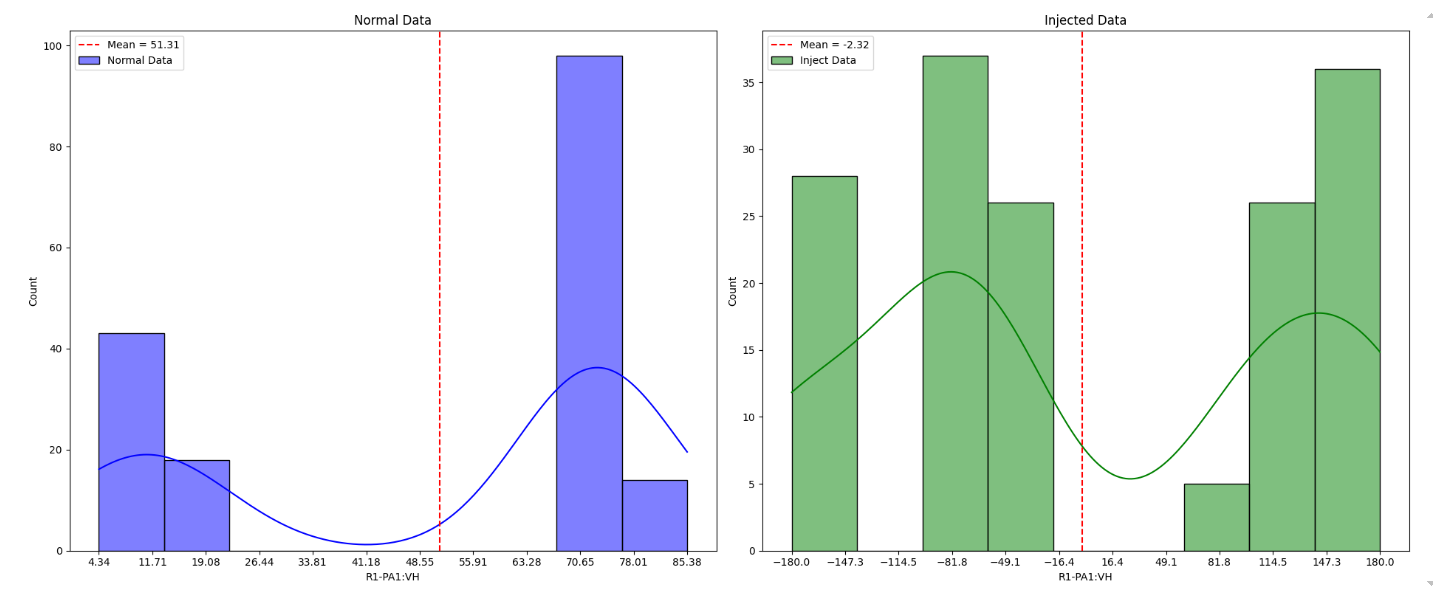 Normal Data
Mean = 51.31
Normal Data
100
80
60
40
20
0
Count
4.34 11.71 19.08 26.44 33.81 41.18 48.55 55.91 63.28 70.65 78.01 85.38
R1-PA1:VH
Injected Data
Mean = -2.32
Inject Data
35
30
25
20
15
10
5
0
Count
−180.0 −147.3 −114.5 −81.8 −49.1 −16.4 16.4 49.1 81.8 114.5 147.3 180.0
R1-PA1:VH